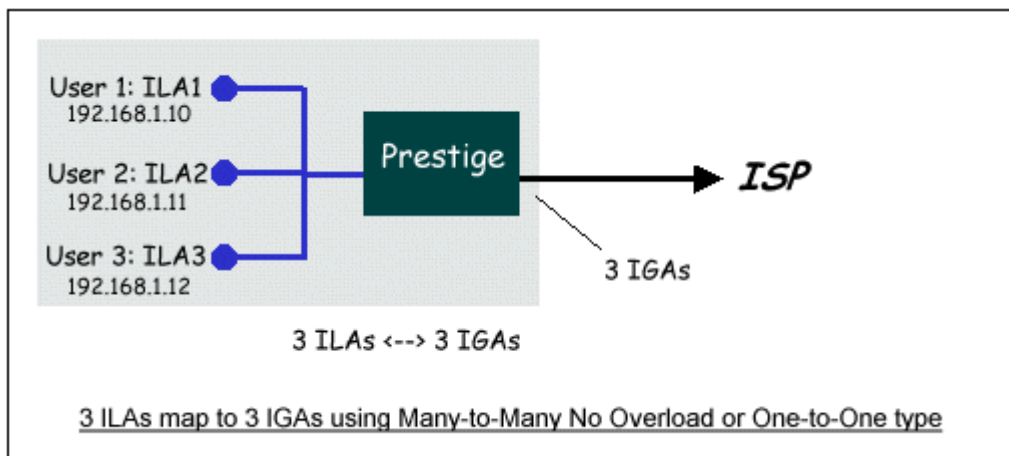 User 1: ILA1
192.168.1.10
User 2: ILA2
192.168.1.11
User 3: ILA3
192.168.1.12
Prestige
ISP
3 IGAs
3 ILAs <--> 3 IGAs
3 ILAs map to 3 IGAs using Many-to-Many No Overload or One-to-One type